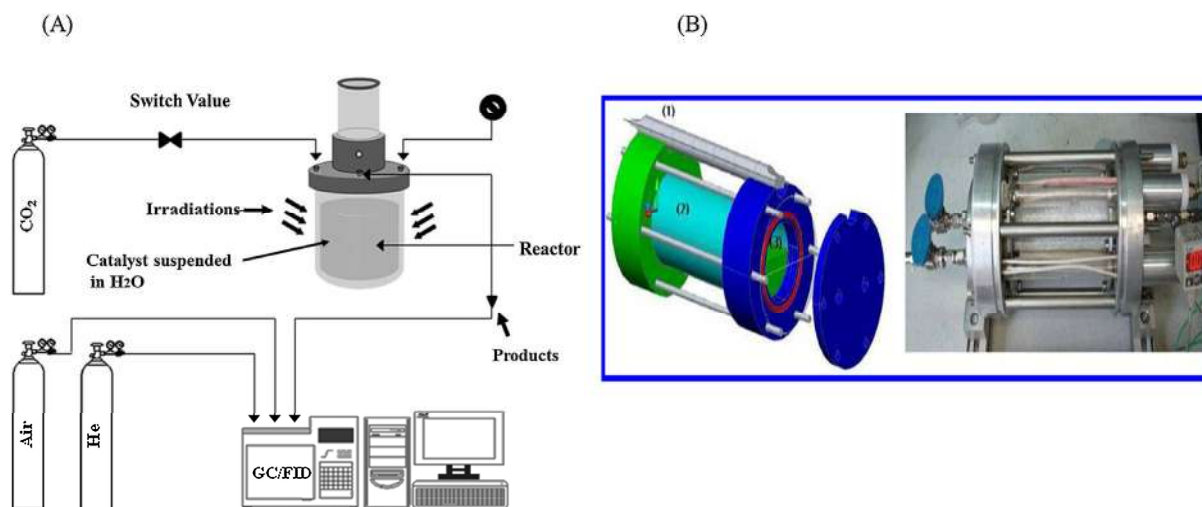 (A)
(B)
Switch Value
CO2
Irradiations
Catalyst suspended
in H2O
Reactor
Products
Air
He
GC/FID
(1)
(2)
(3)